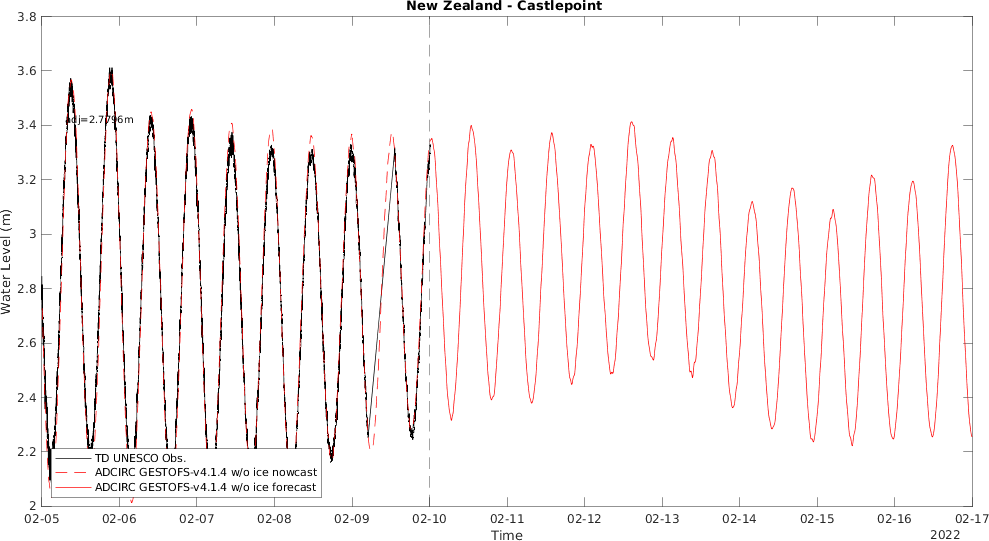 New Zealand - Castlepoint
3.8
3.6
3.4
3.2
3
2.8
2.6
2.4
2.2
2
Water Level (m)
adj=2.7796m
TD UNESCO Obs.
ADCIRC GESTOFS-v4.1.4 w/o ice nowcast
ADCIRC GESTOFS-v4.1.4 w/o ice forecast
02-05 02-06 02-07 02-08 02-09 02-10 02-11 02-12 02-13 02-14 02-15 02-16 02-17
Time
2022